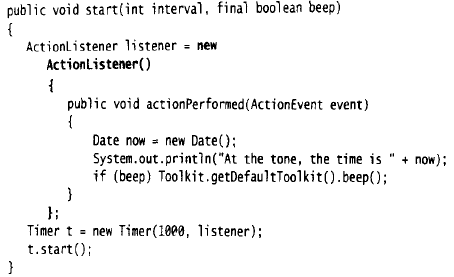 public void start(int interval, final boolean beep)
{
ActionListener listener = new
ActionListener()
{
public void actionPerformed(ActionEvent event)
{
Date now = new Date();
System.out.println("At the tone, the time is " + now);
if (beep) Toolkit.getDefaultToolkit().beep();
}
};
Timer t = new Timer(1000, listener);
t.start();
}